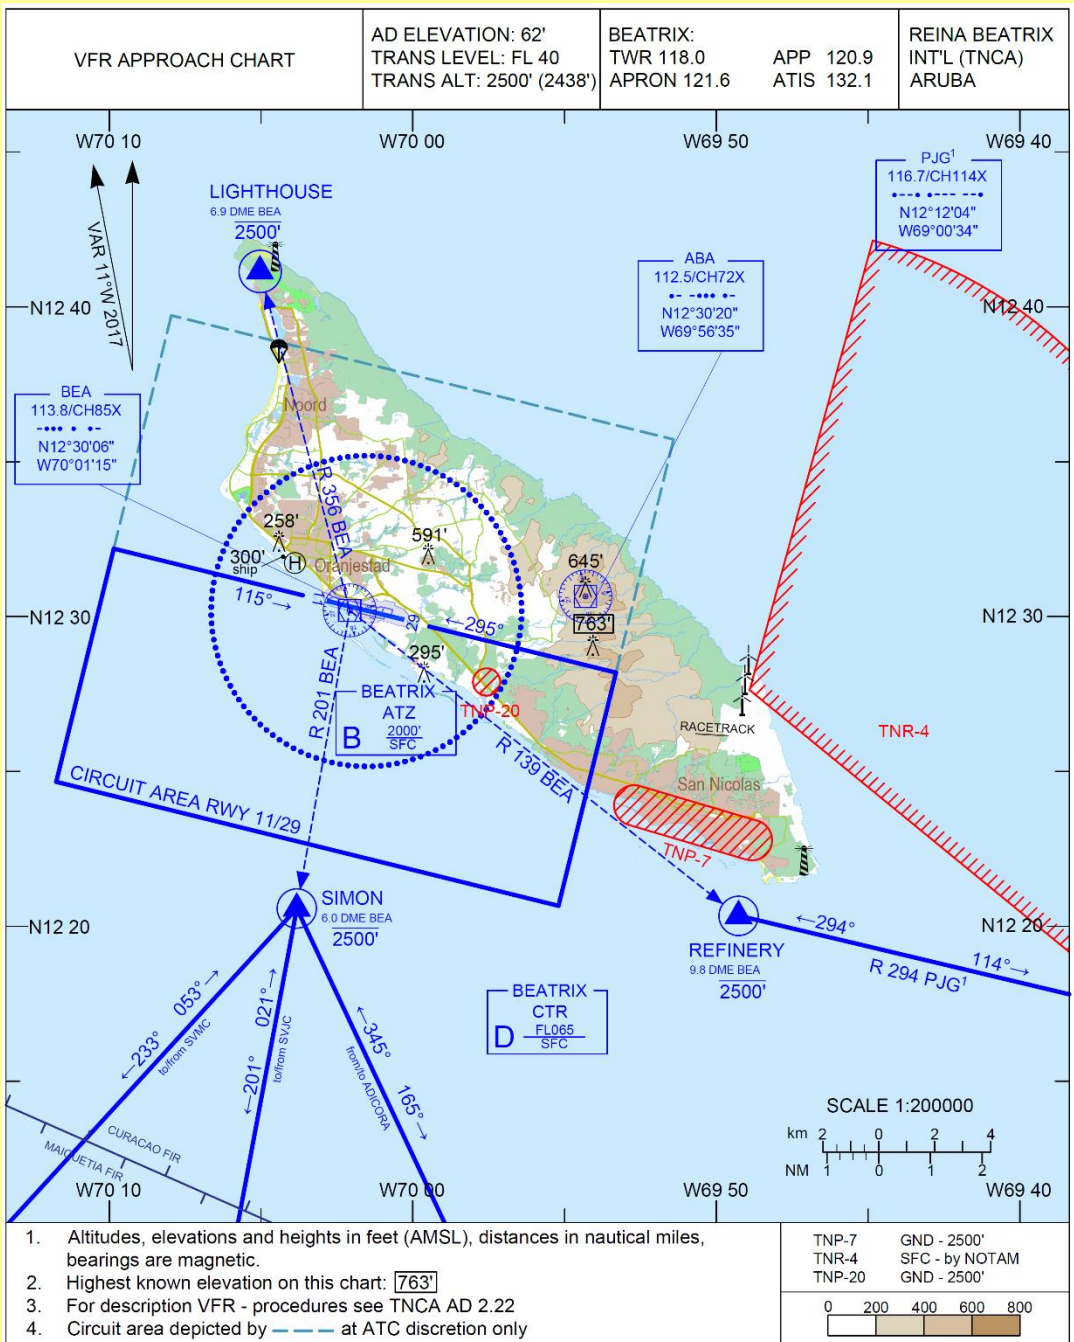 VFR APPROACH CHART
AD ELEVATION: 62'
TRANS LEVEL: FL 40
TRANS ALT: 2500' (2438')
BEATRIX:
TWR 118.0 APP 120.9
APRON 121.6 ATIS 132.1
REINA BEATRIX
INT'L (TNCA)
ARUBA
W70 10
W70 00
W69 50
W69 40
VAR 11°W 2017
LIGHTHOUSE
6.9 DME BEA
2500'
PJG¹
116.7/CH114X
N12°12'04"
W69°00'34"
ABA
112.5/CH72X
N12°30'20"
W69°56'35"
N12 40
N12 40
BEA
113.8/CH85X
N12°30'06"
W70°01'15"
Noord
R 356 BEA
258'
591'
645'
300'
ship
H
Oranjestad
115°→
29
←295°
763'
N12 30
N12 30
295'
R 201 BEA
BEATRIX
ATZ
B 2000'
SFC
TNP-20
R 139 BEA
RACETRACK
TNR-4
San Nicolas
CIRCUIT AREA RWY 11/29
TNP-7
SIMON
6.0 DME BEA
2500'
N12 20
N12 20
REFINERY
9.8 DME BEA
2500'
←294°
R 294 PJG¹
114°→
BEATRIX
CTR
D FL065
SFC
←233° 053°→
to/from SVMC
←201° 021°→
to/from SVJC
←345° 165°→
from/to ADICORA
CURACAO FIR
MAIQUETIA FIR
SCALE 1:200000
km 2 0 2 4
NM 1 0 1 2
W70 10
W70 00
W69 50
W69 40
1. Altitudes, elevations and heights in feet (AMSL), distances in nautical miles,
bearings are magnetic.
2. Highest known elevation on this chart: 763'
3. For description VFR - procedures see TNCA AD 2.22
4. Circuit area depicted by — — — at ATC discretion only
TNP-7 GND - 2500'
TNR-4 SFC - by NOTAM
TNP-20 GND - 2500'
0 200 400 600 800